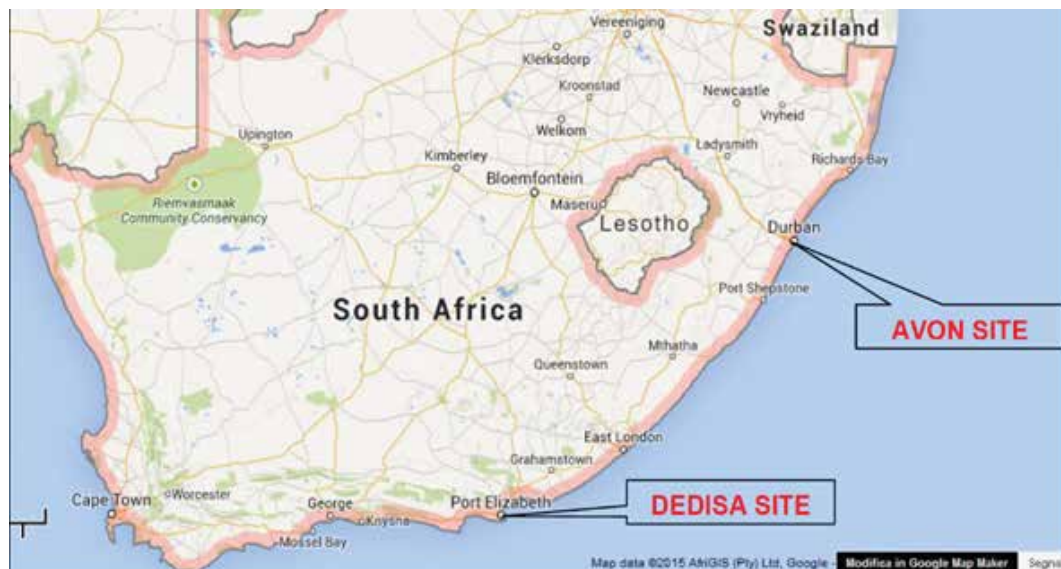 Vereeniging
Swaziland
Klerksdorp
Kroonstad
Newcastle
Vryheid
Welkom
Upington
Ladysmith
Kimberley
Richards Bay
Bloemfontein
Riemvasmaak
Community Conservancy
Maseru
Lesotho
Durban
Port Shepstone
South Africa
AVON SITE
Mthatha
Queenstown
East London
Grahamstown
Cape Town
Worcester
George
Port Elizabeth
DEDISA SITE
Knysna
Mossel Bay
Map data ©2015 AfriGIS (Pty) Ltd, Google - Modifica in Google Map Maker Segna